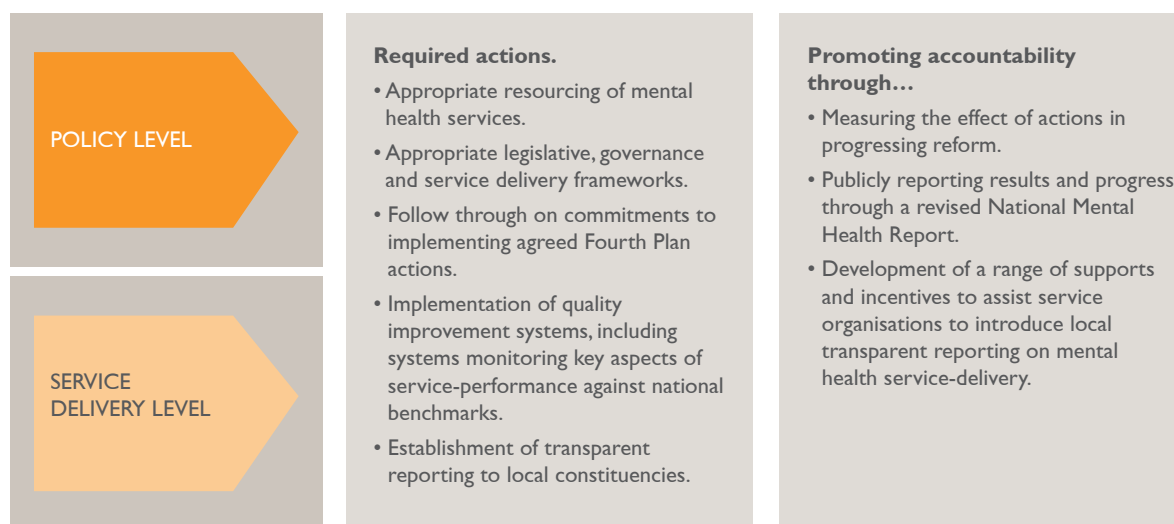 POLICY LEVEL
SERVICE
DELIVERY LEVEL
Required actions.
• Appropriate resourcing of mental
health services.
• Appropriate legislative, governance
and service delivery frameworks.
• Follow through on commitments to
implementing agreed Fourth Plan
actions.
• Implementation of quality
improvement systems, including
systems monitoring key aspects of
service-performance against national
benchmarks.
• Establishment of transparent
reporting to local constituencies.
Promoting accountability
through…
• Measuring the effect of actions in
progressing reform.
• Publicly reporting results and progress
through a revised National Mental
Health Report.
• Development of a range of supports
and incentives to assist service
organisations to introduce local
transparent reporting on mental
health service-delivery.